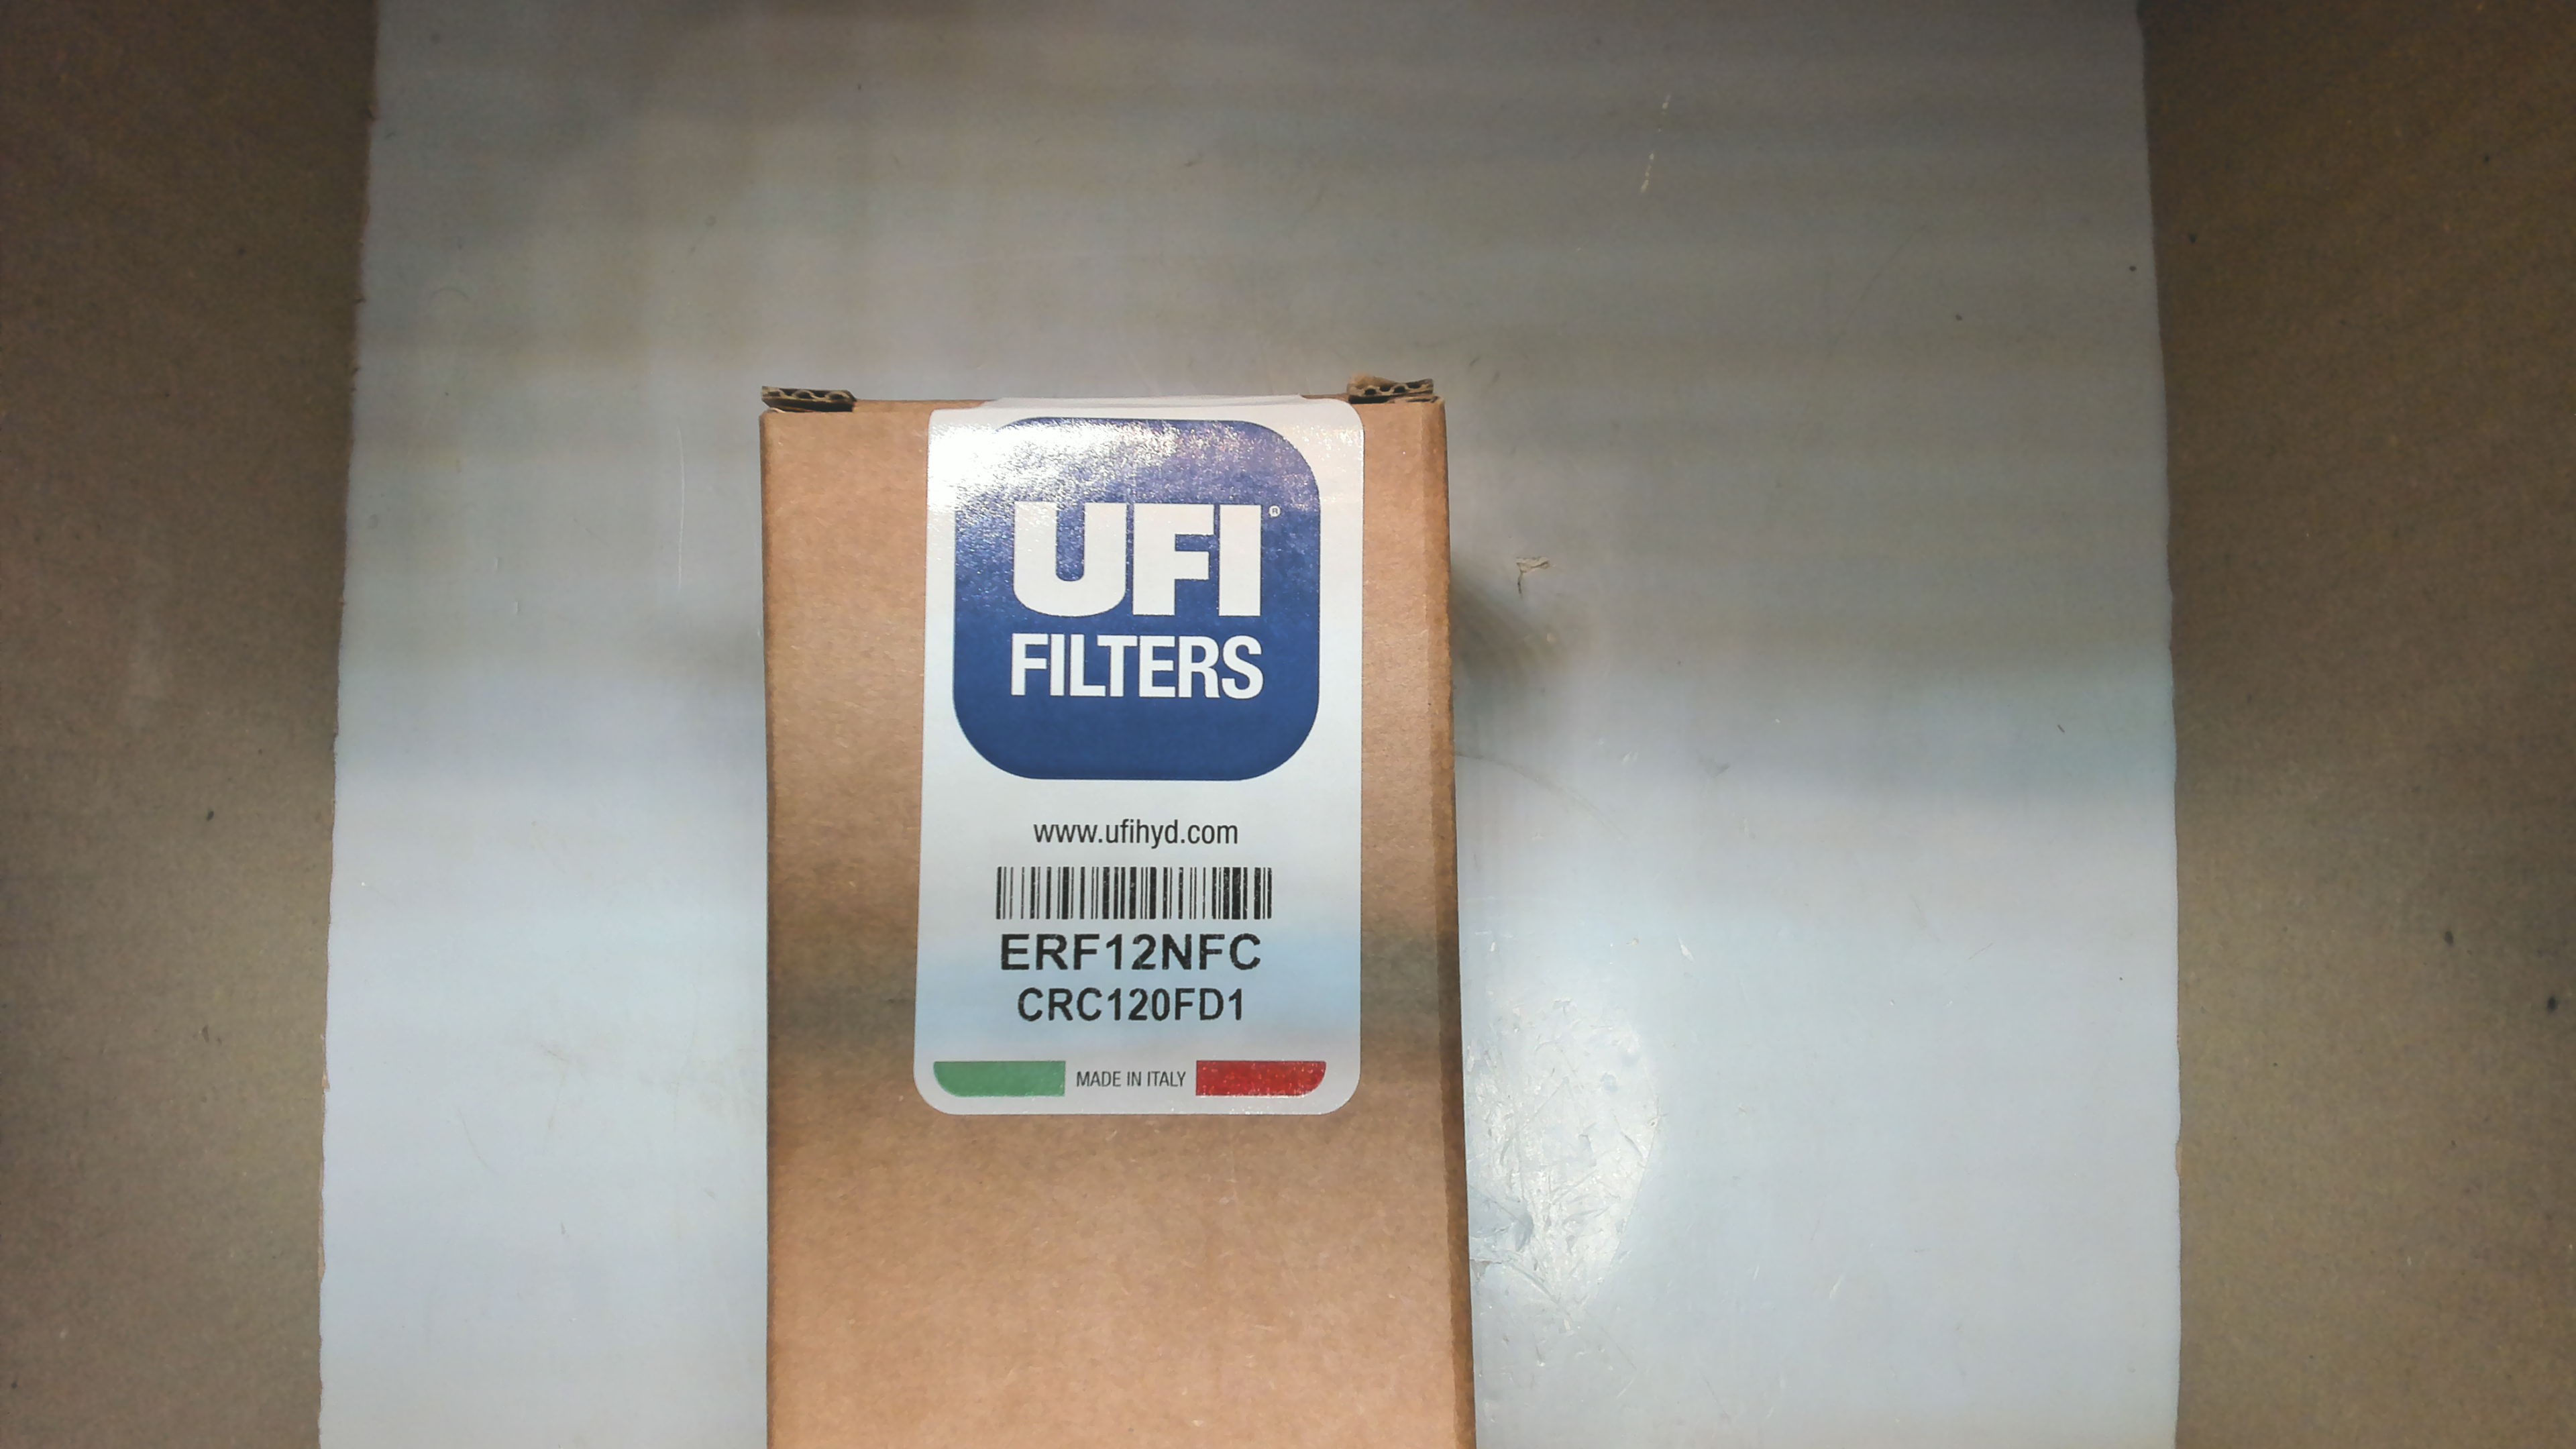 UFI®
FILTERS
www.ufihyd.com
ERF12NFC
CRC120FD1
MADE IN ITALY